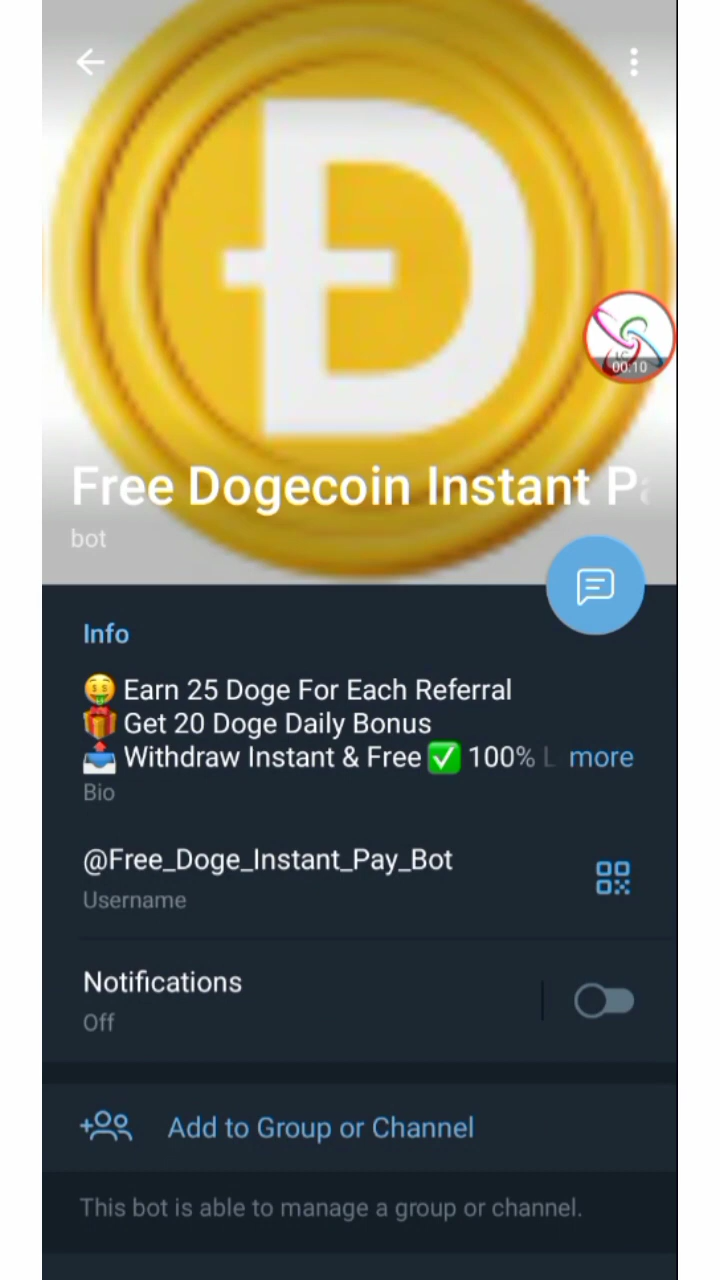 00:10
Free Dogecoin Instant
bot
Info
🤑 Earn 25 Doge For Each Referral
🎁 Get 20 Doge Daily Bonus
📤 Withdraw Instant & Free ✅ 100% L more
Bio
@Free_Doge_Instant_Pay_Bot
Username
Notifications
Off
Add to Group or Channel
This bot is able to manage a group or channel.